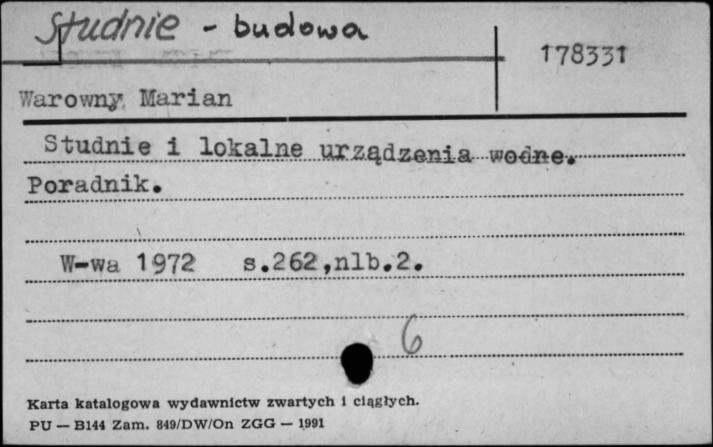 Studnie - budowa
178331
Warowny Marian
Studnie i lokalne urządzenia wodne.
Poradnik.
W-wa 1972 s.262,nlb.2.
6
Karta katalogowa wydawnictw zwartych i ciągłych.
PU — B144 Zam. 849/DW/On ZGG — 1991